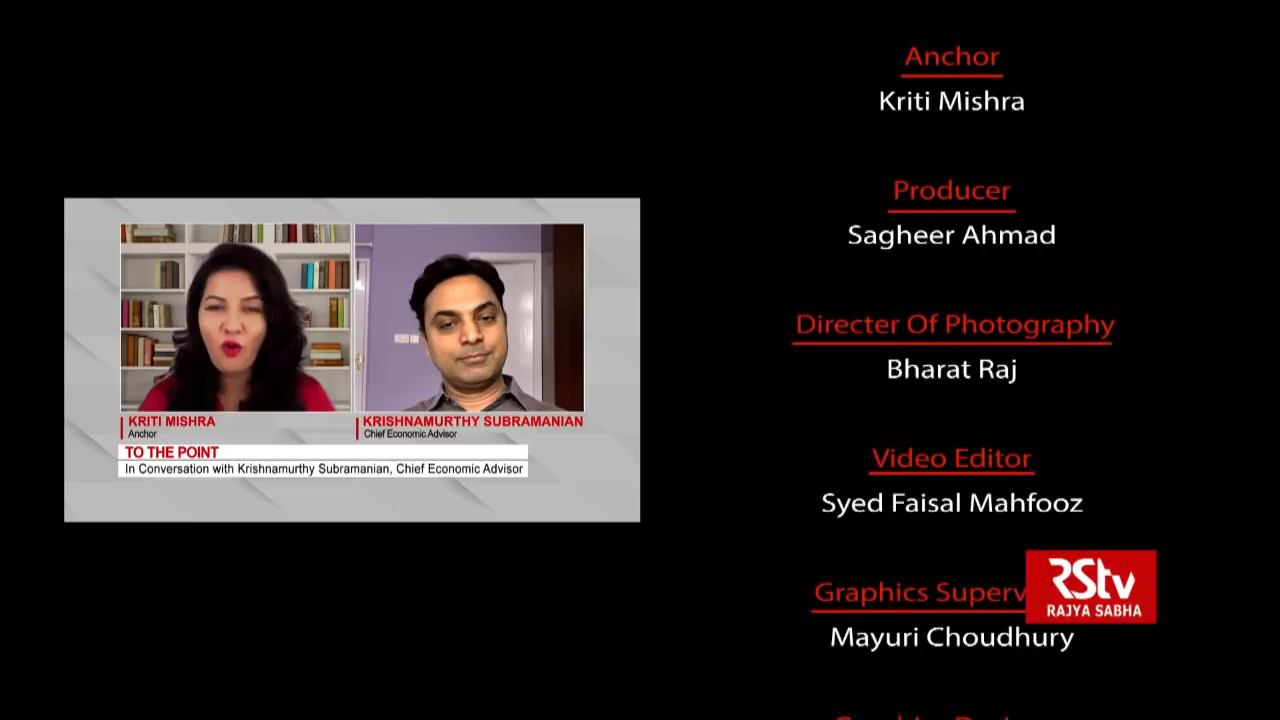 Anchor
Kriti Mishra
Producer
Sagheer Ahmad
Directer Of Photography
Bharat Raj
Video Editor
Syed Faisal Mahfooz
Graphics
Mayuri Choudhury
RStv
RAJYA SABHA
KRITI MISHRA
Anchor
KRISHNAMURTHY SUBRAMANIAN
Chief Economic Advisor
TO THE POINT
In Conversation with Krishnamurthy Subramanian, Chief Economic Advisor